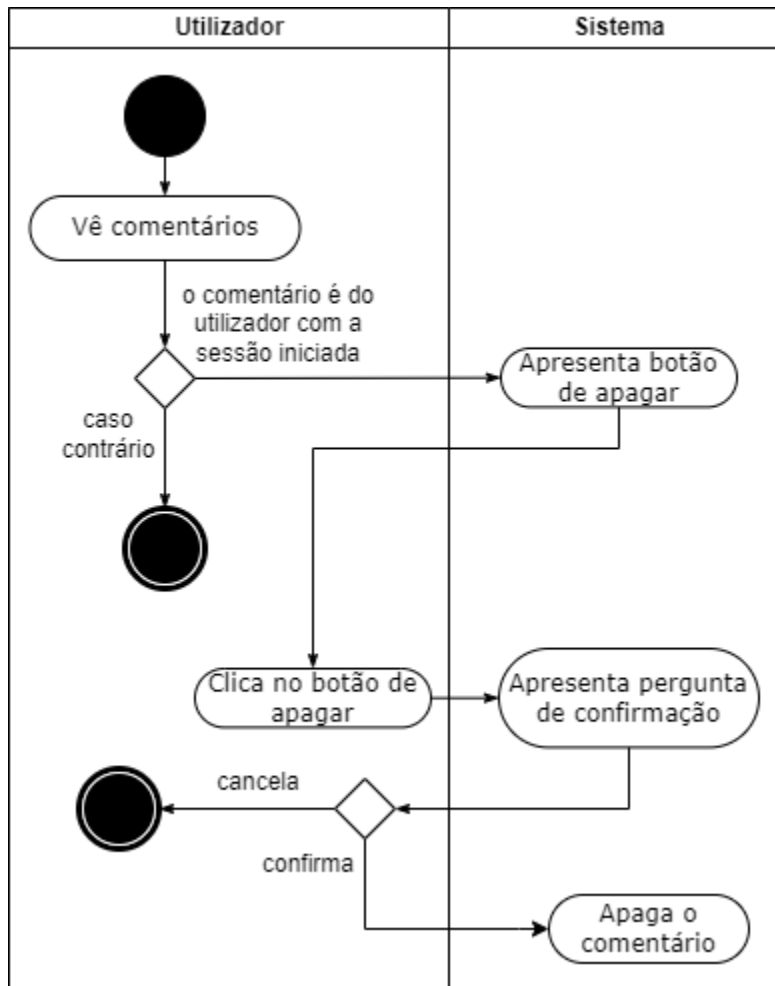 Utilizador
Sistema
Vê comentários
o comentário é do
utilizador com a
sessão iniciada
Apresenta botão
de apagar
caso
contrário
Clica no botão de
apagar
Apresenta pergunta
de confirmação
cancela
confirma
Apaga o
comentário